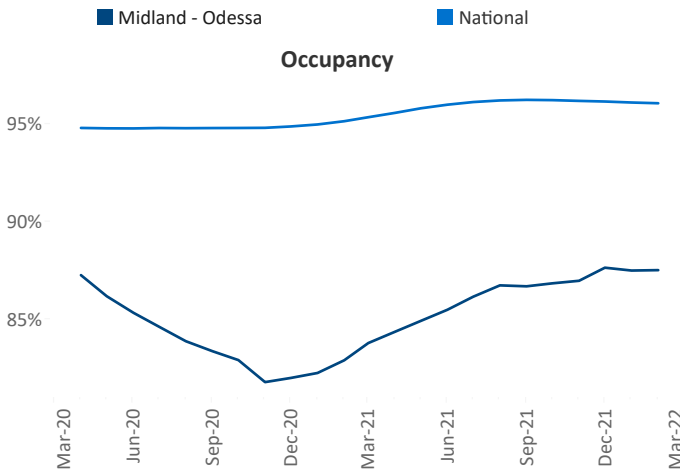 Midland - Odessa
National
Occupancy
95%
90%
85%
Mar-20
Jun-20
Sep-20
Dec-20
Mar-21
Jun-21
Sep-21
Dec-21
Mar-22